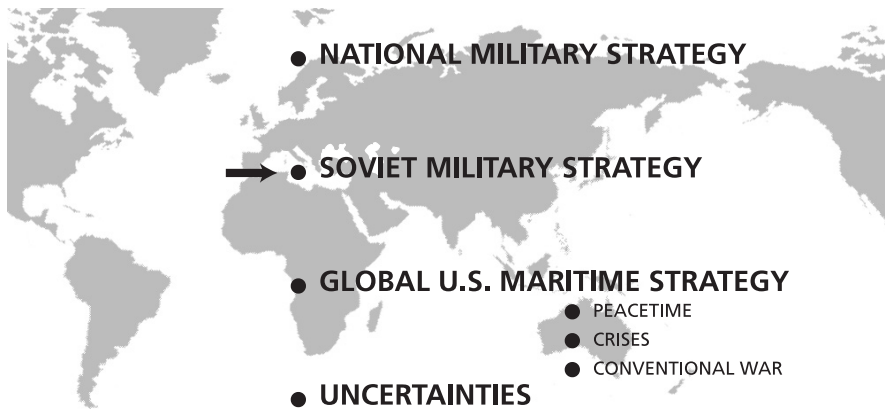 ● NATIONAL MILITARY STRATEGY
● SOVIET MILITARY STRATEGY
● GLOBAL U.S. MARITIME STRATEGY
● PEACETIME
● CRISES
● CONVENTIONAL WAR
● UNCERTAINTIES